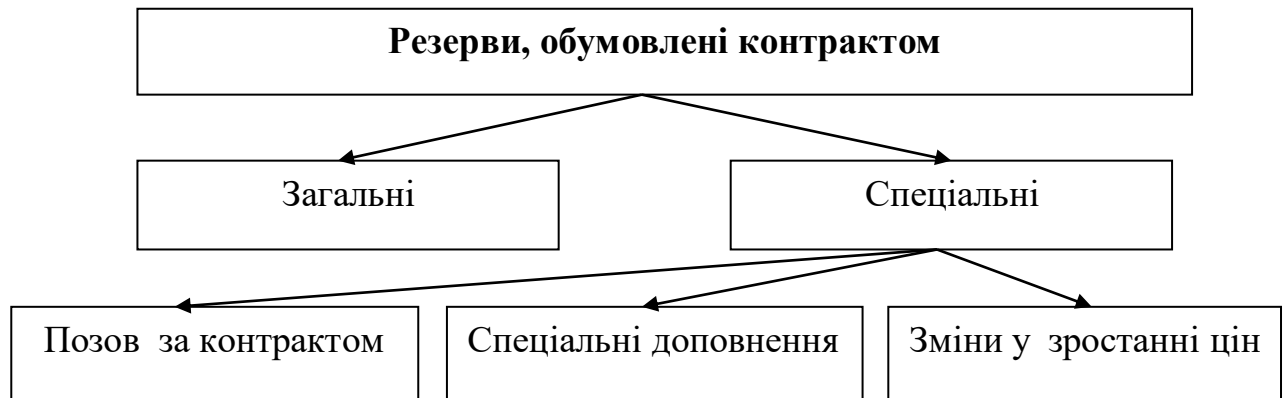 Резерви, обумовлені контрактом
Загальні
Спеціальні
Позов за контрактом
Спеціальні доповнення
Зміни у зростанні цін